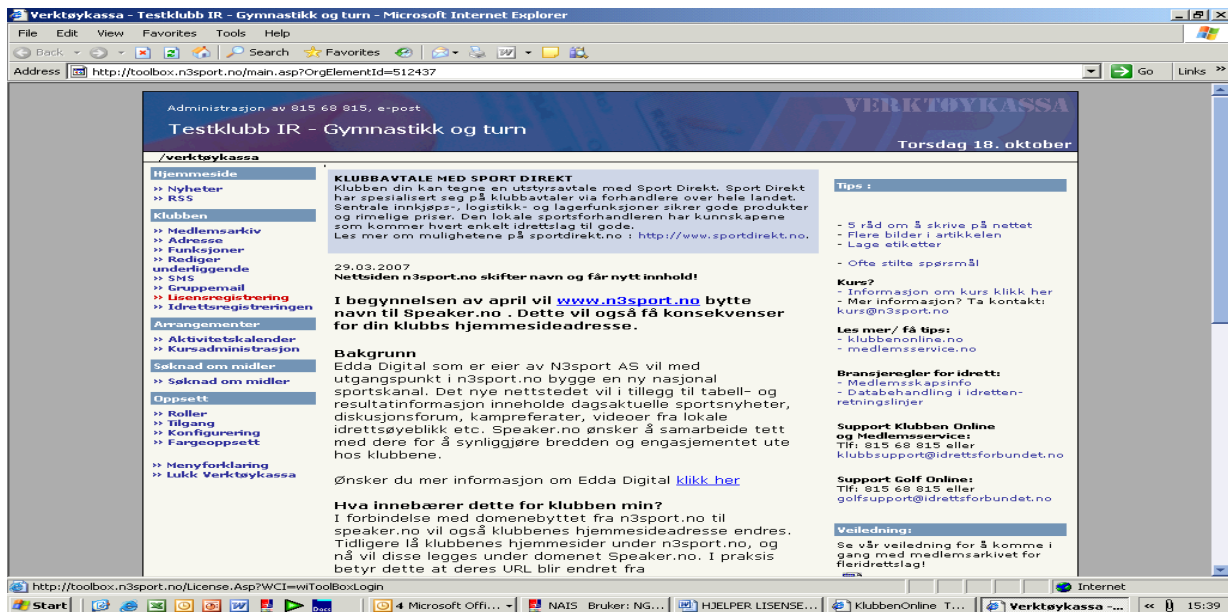 Verktøykassa - Testklubb IR - Gymnastikk og turn - Microsoft Internet Explorer
File Edit View Favorites Tools Help
Back Search Favorites
Address http://toolbox.n3sport.no/main.asp?OrgElementId=512437 Go Links »
Administrasjon av 815 68 815, e-post
VERKTØYKASSA
Testklubb IR - Gymnastikk og turn
Torsdag 18. oktober
/verktøykassa
Hjemmeside
» Nyheter
» RSS
Klubben
» Medlemsarkiv
» Adresse
» Funksjoner
» Rediger
underliggende
» SMS
» Gruppemail
» Lisensregistrering
» Idrettsregistreringen
Arrangementer
» Aktivitetskalender
» Kursadministrasjon
Søknad om midler
» Søknad om midler
Oppsett
» Roller
» Tilgang
» Konfigurering
» Fargeoppsett
» Menyforklaring
» Lukk Verktøykassa
KLUBBAVTALE MED SPORT DIREKT
Klubben din kan tegne en utstyrsavtale med Sport Direkt. Sport Direkt
har spesialisert seg på klubbavtaler via forhandlere over hele landet.
Sentrale innkjøps-, logistikk- og lagerfunksjoner sikrer gode produkter
og rimelige priser. Den lokale sportsforhandleren har kunnskapene
som kommer hvert enkelt idrettslag til gode.
Les mer om mulighetene på sportdirekt.no : http://www.sportdirekt.no.
29.03.2007
Nettsiden n3sport.no skifter navn og får nytt innhold!
I begynnelsen av april vil www.n3sport.no bytte
navn til Speaker.no . Dette vil også få konsekvenser
for din klubbs hjemmesideadresse.
Bakgrunn
Edda Digital som er eier av N3sport AS vil med
utgangspunkt i n3sport.no bygge en ny nasjonal
sportskanal. Det nye nettstedet vil i tillegg til tabell- og
resultatinformasjon inneholde dagsaktuelle sportsnyheter,
diskusjonsforum, kampreferater, videoer fra lokale
idrettsøyeblikk etc. Speaker.no ønsker å samarbeide tett
med dere for å synliggjøre bredden og engasjementet ute
hos klubbene.
Ønsker du mer informasjon om Edda Digital klikk her
Hva innebærer dette for klubben min?
I forbindelse med domenebyttet fra n3sport.no til
speaker.no vil også klubbenes hjemmesideadresse endres.
Tidligere lå klubbenes hjemmesider under n3sport.no, og
nå vil disse legges under domenet Speaker.no. I praksis
betyr dette at deres URL blir endret fra
Tips :
- 5 råd om å skrive på nettet
- Flere bilder i artikkelen
- Lage etiketter
- Ofte stilte spørsmål
Kurs?
- Informasjon om kurs klikk her
- Mer informasjon? Ta kontakt:
kurs@n3sport.no
Les mer/ få tips:
- klubbenonline.no
- medlemsservice.no
Bransjeregler for idrett:
- Medlemsskapsinfo
- Databehandling i idretten-
retningslinjer
Support Klubben Online
og Medlemsservice:
Tlf: 815 68 815 eller
klubbsupport@idrettsforbundet.no
Support Golf Online:
Tlf: 815 68 815 eller
golfsupport@idrettsforbundet.no
Veiledning:
Se vår veiledning for å komme i
gang med medlemsarkivet for
fleridrettslag!
http://toolbox.n3sport.no/License.Asp?WCI=wiToolBoxLogin Internet
Start 4 Microsoft Offi... NAIS Bruker: NG... HJELPER LISENSE... KlubbenOnline T... Verktøykassa -... « 15:39